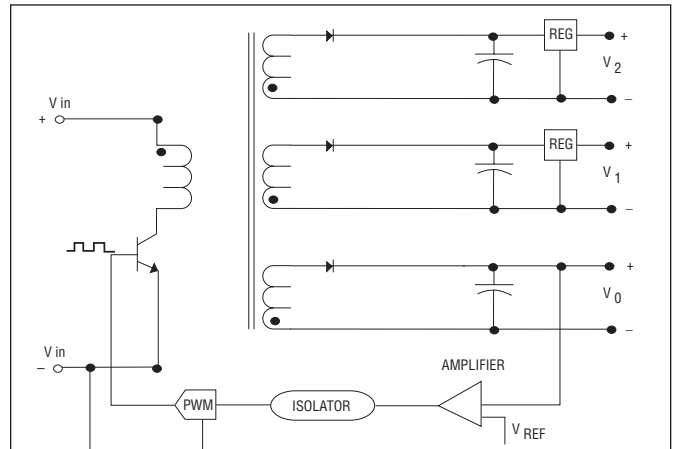 REG
+
V 2
−
V in
+
REG
+
V 1
−
+
V 0
−
V in
−
AMPLIFIER
PWM
ISOLATOR
V REF